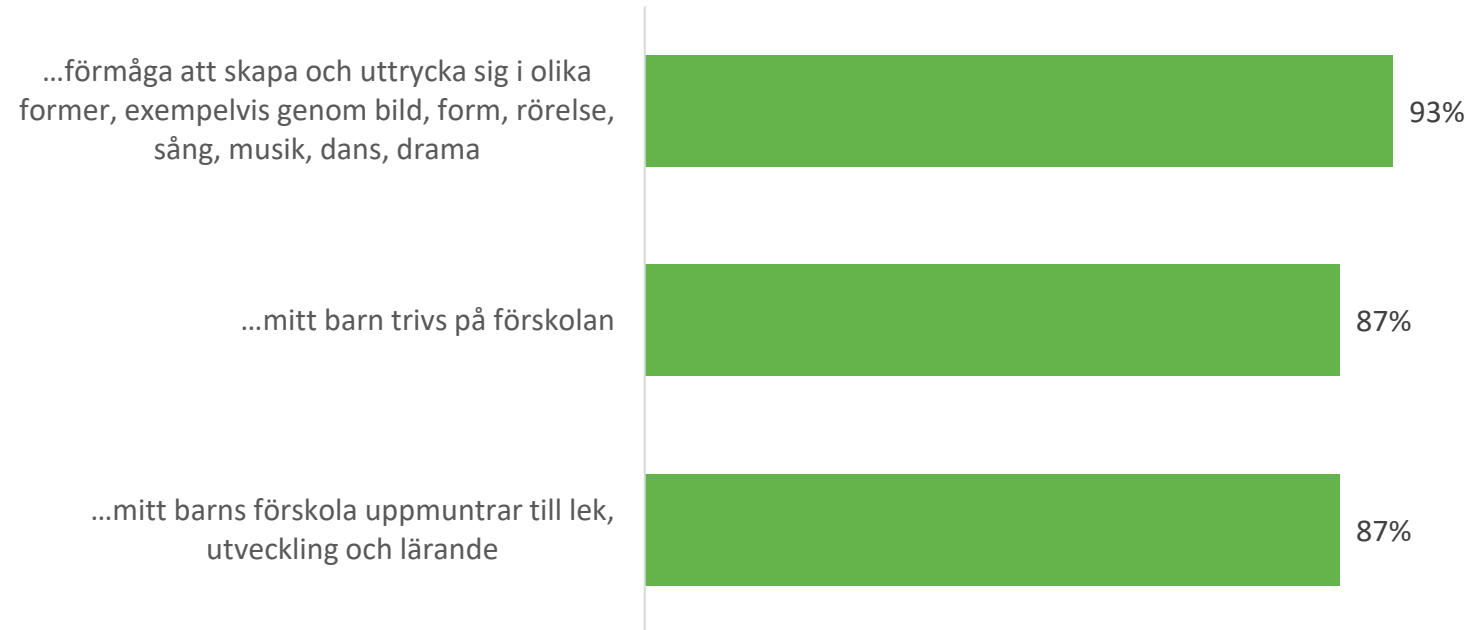 …förmåga att skapa och uttrycka sig i olika
former, exempelvis genom bild, form, rörelse,
sång, musik, dans, drama
93%
…mitt barn trivs på förskolan
87%
…mitt barns förskola uppmuntrar till lek,
utveckling och lärande
87%